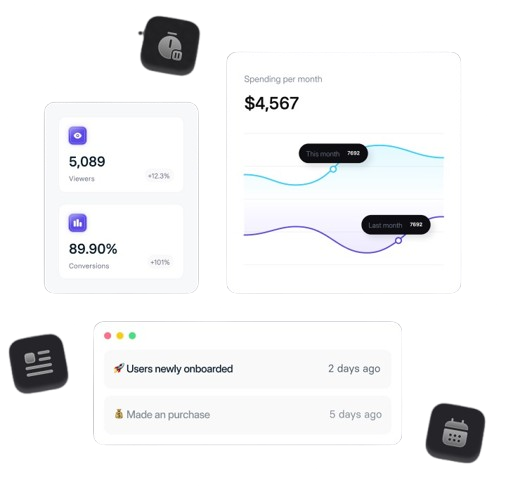 Spending per month
$4,567
This month 7692
Last month 7692
5,089
Viewers
+12.3%
89.90%
Conversions
+101%
🚀 Users newly onboarded
2 days ago
💰 Made an purchase
5 days ago